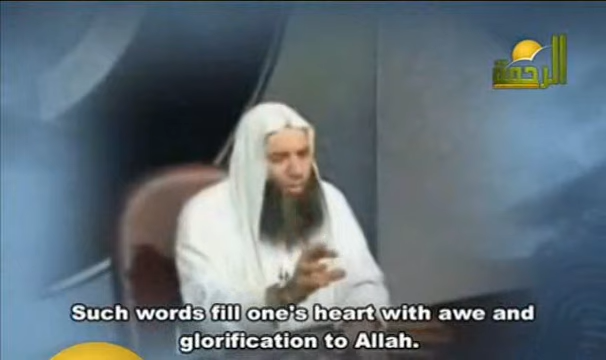 الرحمة
Such words fill one's heart with awe and
glorification to Allah.